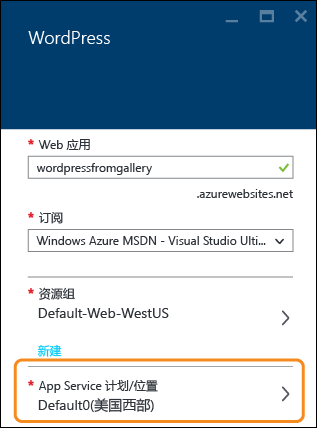 WordPress
* Web 应用
wordpressfromgallery
.azurewebsites.net
* 订阅
Windows Azure MSDN - Visual Studio Ulti...
* 资源组
Default-Web-WestUS
新建
* App Service 计划/位置
Default0(美国西部)